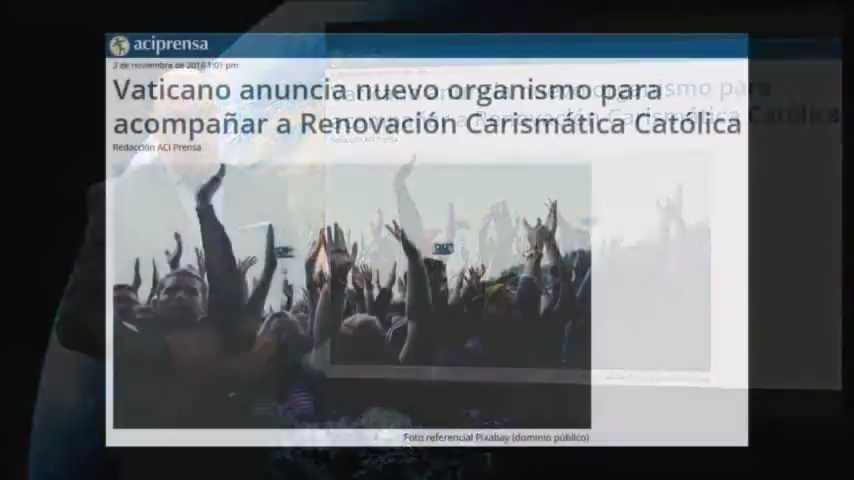 aciprensa
3 de noviembre de 2016 1:01 pm
Vaticano anuncia nuevo organismo para
acompañar a Renovación Carismática Católica
Redacción ACI Prensa
Foto referencial Pixabay (dominio público)